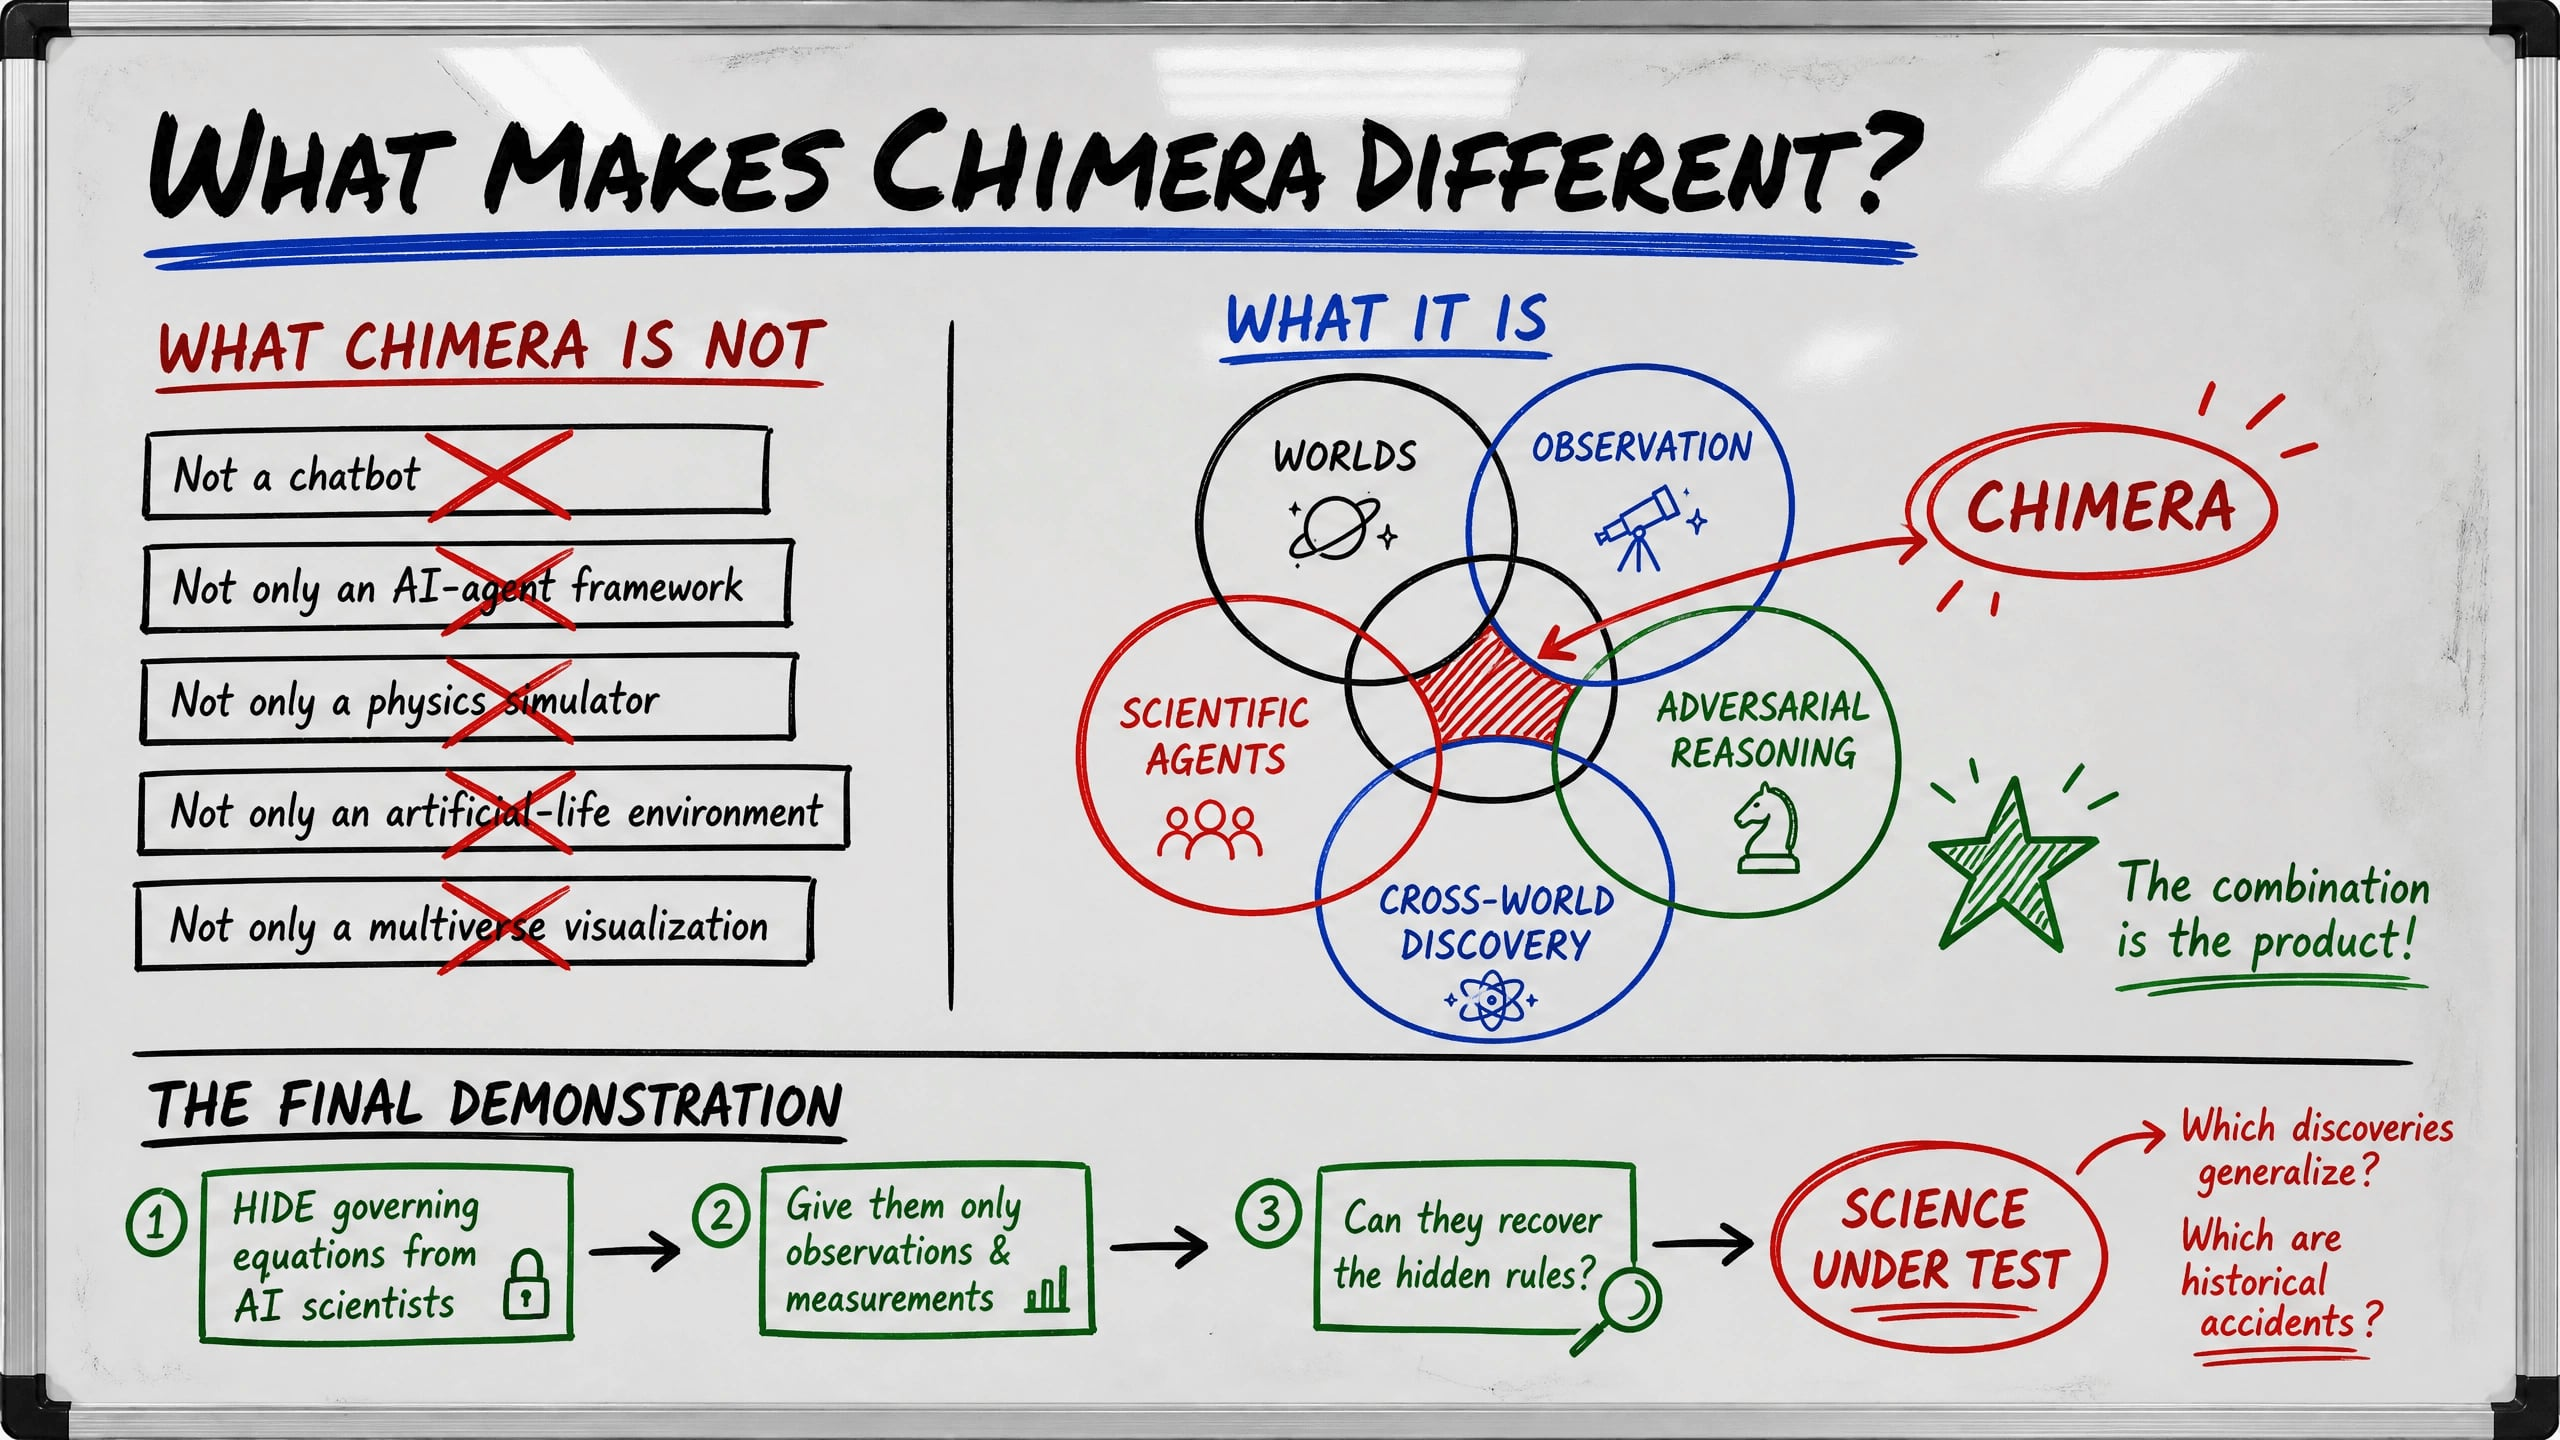 WHAT MAKES CHIMERA DIFFERENT?
WHAT CHIMERA IS NOT
Not a chatbot
Not only an AI-agent framework
Not only a physics simulator
Not only an artificial-life environment
Not only a multiverse visualization
WHAT IT IS
WORLDS
OBSERVATION
CHIMERA
SCIENTIFIC
AGENTS
ADVERSARIAL
REASONING
CROSS-WORLD
DISCOVERY
The combination
is the product!
THE FINAL DEMONSTRATION
1
HIDE governing
equations from
AI scientists
2
Give them only
observations &
measurements
3
Can they recover
the hidden rules?
SCIENCE
UNDER TEST
Which discoveries
generalize?
Which are
historical
accidents?